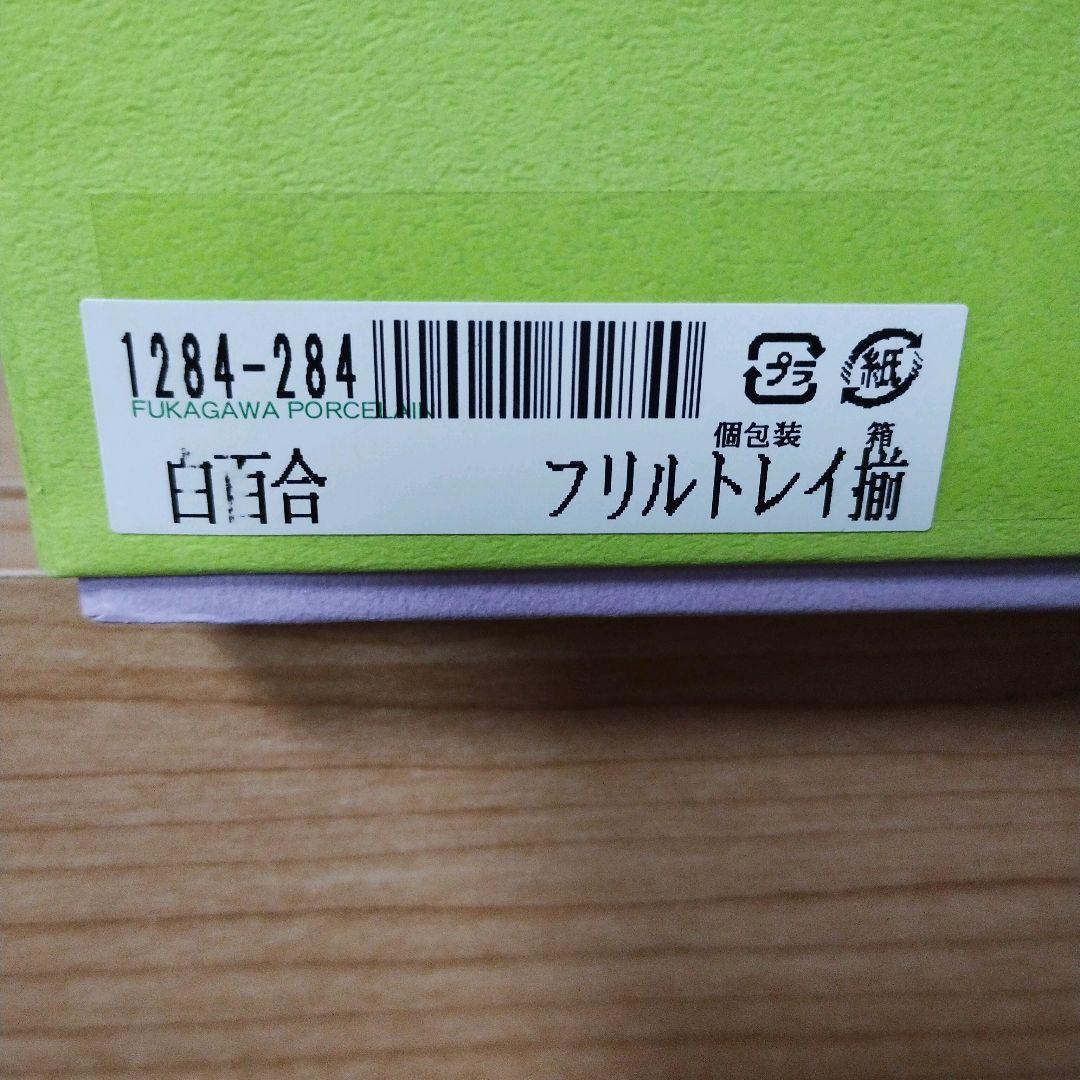 1284-284
FUKAGAWA PORCELAIN
プラ 紙
個包装 箱
白百合 フリルトレイ揃